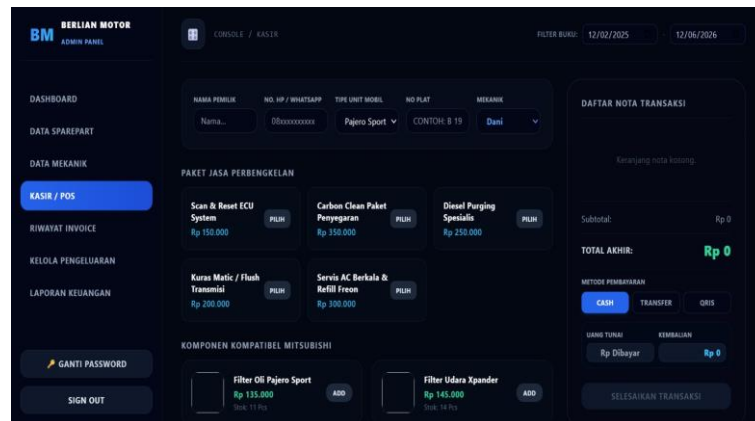 BM
BERLIAN MOTOR
ADMIN PANEL
DASHBOARD
DATA SPAREPART
DATA MEKANIK
KASIR / POS
RIWAYAT INVOICE
KELOLA PENGELUARAN
LAPORAN KEUANGAN
🔑 GANTI PASSWORD
SIGN OUT
CONSOLE / KASIR
FILTER BUKU: 12/02/2025 - 12/06/2026
NAMA PEMILIK NO. HP / WHATSAPP TIPE UNIT MOBIL NO PLAT MEKANIK
Nama... 08xxxxxxxxxx Pajero Sport CONTOH: B 19 Dani
PAKET JASA PERBENGKELAN
Scan & Reset ECU
System
Rp 150.000
PILIH
Carbon Clean Paket
Penyegaran
Rp 350.000
PILIH
Diesel Purging
Spesialis
Rp 250.000
PILIH
Kuras Matic / Flush
Transmisi
Rp 200.000
PILIH
Servis AC Berkala &
Refill Freon
Rp 300.000
PILIH
KOMPONEN KOMPATIBEL MITSUBISHI
Filter Oli Pajero Sport
Rp 135.000
Stok: 11 Pcs
ADD
Filter Udara Xpander
Rp 145.000
Stok: 14 Pcs
ADD
DAFTAR NOTA TRANSAKSI
Keranjang nota kosong.
Subtotal: Rp 0
TOTAL AKHIR: Rp 0
METODE PEMBAYARAN
CASH TRANSFER QRIS
UANG TUNAI KEMBALIAN
Rp Dibayar Rp 0
SELESAIKAN TRANSAKSI